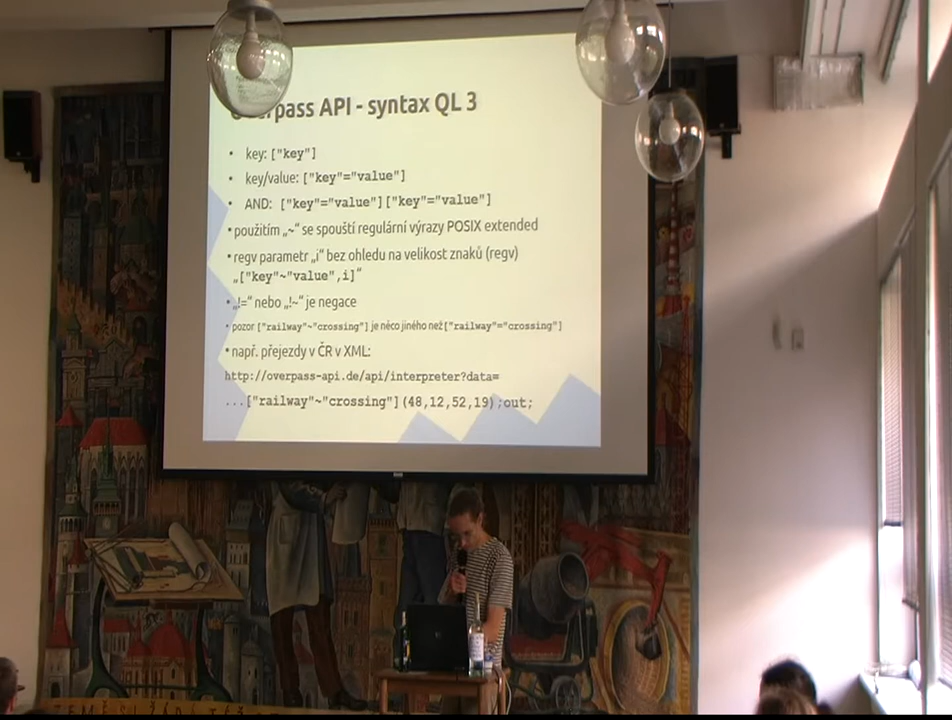 Overpass API - syntax QL 3
• key: ["key"]
• key/value: ["key"="value"]
• AND: ["key"="value"]["key"="value"]
• použitím „~“ se spouští regulární výrazy POSIX extended
• regv parametr „i“ bez ohledu na velikost znaků (regv)
„["key"~"value",i]“
• „!=“ nebo „!~“ je negace
• pozor ["railway"~"crossing"] je něco jiného než ["railway"="crossing"]
• např. přejezdy v ČR v XML:
http://overpass-api.de/api/interpreter?data=
...["railway"~"crossing"](48,12,52,19);out;